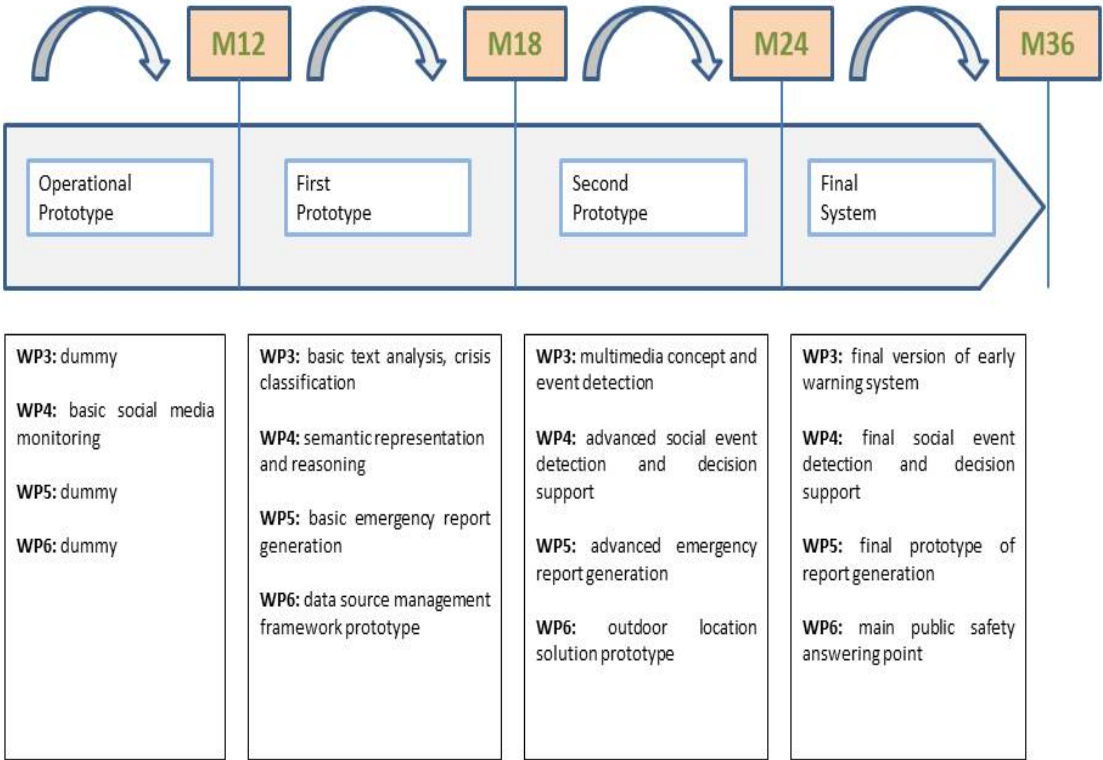 M12
M18
M24
M36
Operational
Prototype
First
Prototype
Second
Prototype
Final
System
WP3: dummy
WP4: basic social media
monitoring
WP5: dummy
WP6: dummy
WP3: basic text analysis, crisis
classification
WP4: semantic representation
and reasoning
WP5: basic emergency report
generation
WP6: data source management
framework prototype
WP3: multimedia concept and
event detection
WP4: advanced social event
detection and decision
support
WP5: advanced emergency
report generation
WP6: outdoor location
solution prototype
WP3: final version of early
warning system
WP4: final social event
detection and decision
support
WP5: final prototype of
report generation
WP6: main public safety
answering point